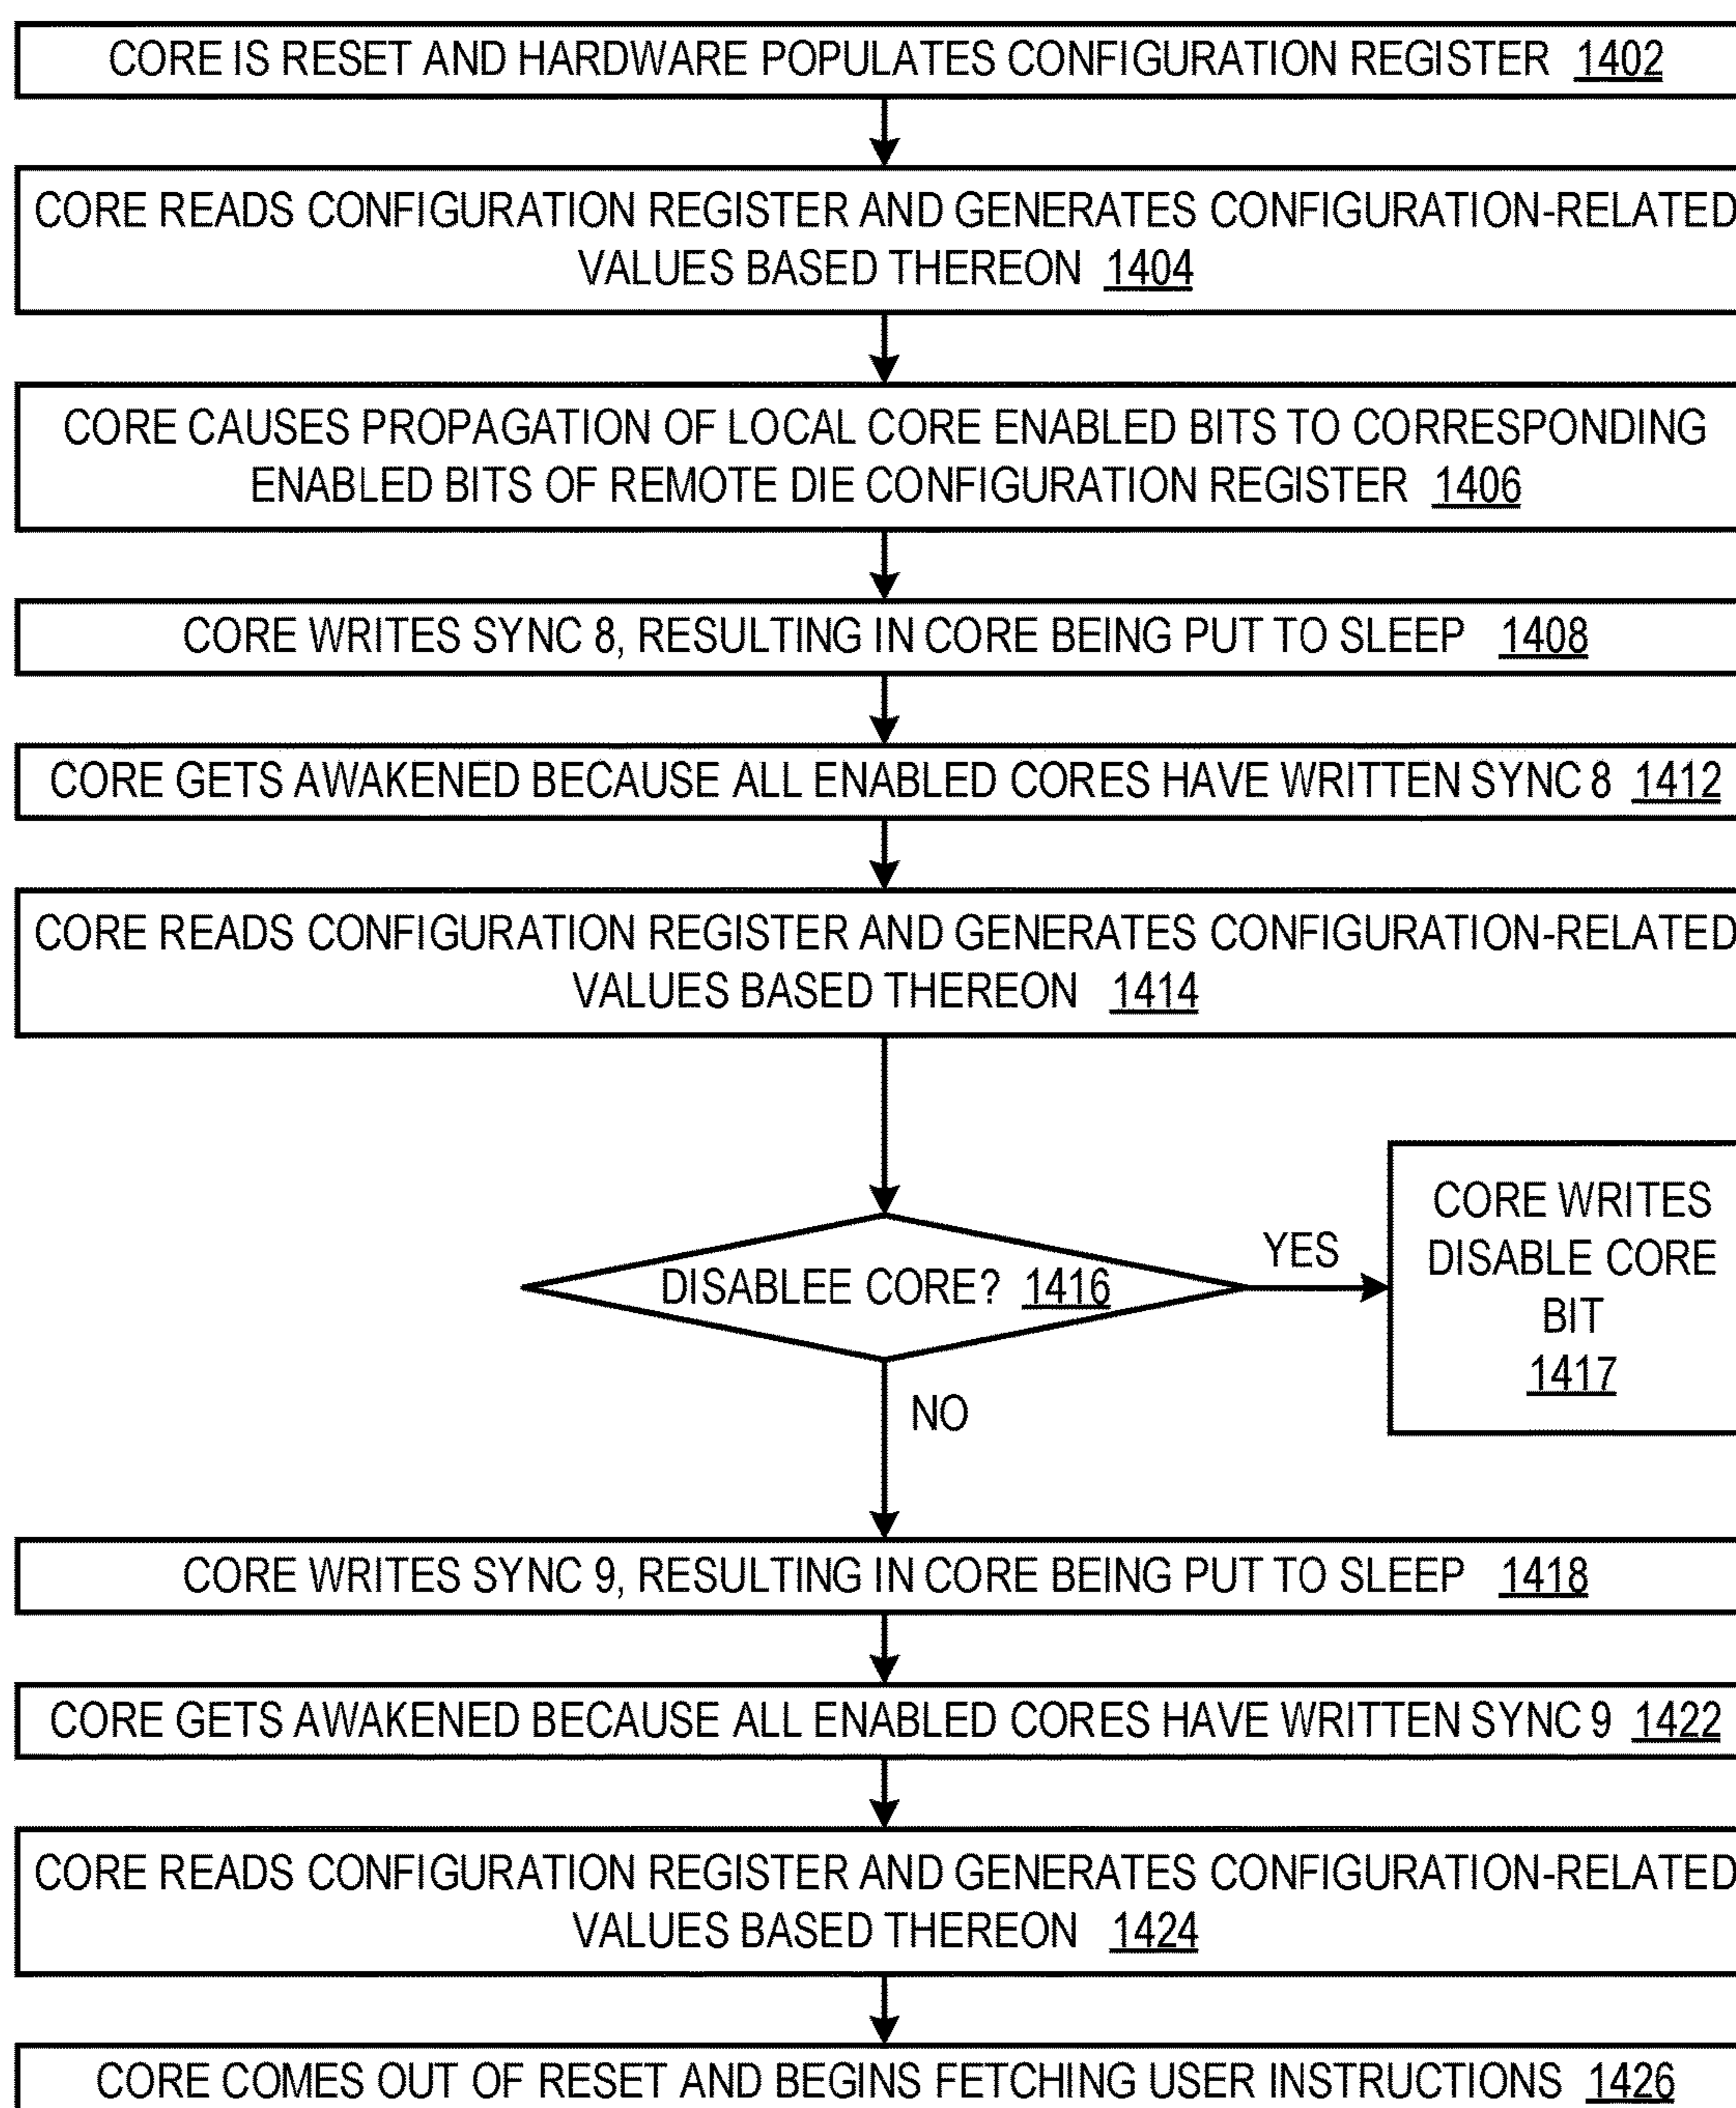 CORE IS RESET AND HARDWARE POPULATES CONFIGURATION REGISTER 1402
CORE READS CONFIGURATION REGISTER AND GENERATES CONFIGURATION-RELATED
VALUES BASED THEREON 1404
CORE CAUSES PROPAGATION OF LOCAL CORE ENABLED BITS TO CORRESPONDING
ENABLED BITS OF REMOTE DIE CONFIGURATION REGISTER 1406
CORE WRITES SYNC 8, RESULTING IN CORE BEING PUT TO SLEEP 1408
CORE GETS AWAKENED BECAUSE ALL ENABLED CORES HAVE WRITTEN SYNC 8 1412
CORE READS CONFIGURATION REGISTER AND GENERATES CONFIGURATION-RELATED
VALUES BASED THEREON 1414
DISABLEE CORE? 1416
YES
CORE WRITES
DISABLE CORE
BIT
1417
NO
CORE WRITES SYNC 9, RESULTING IN CORE BEING PUT TO SLEEP 1418
CORE GETS AWAKENED BECAUSE ALL ENABLED CORES HAVE WRITTEN SYNC 9 1422
CORE READS CONFIGURATION REGISTER AND GENERATES CONFIGURATION-RELATED
VALUES BASED THEREON 1424
CORE COMES OUT OF RESET AND BEGINS FETCHING USER INSTRUCTIONS 1426